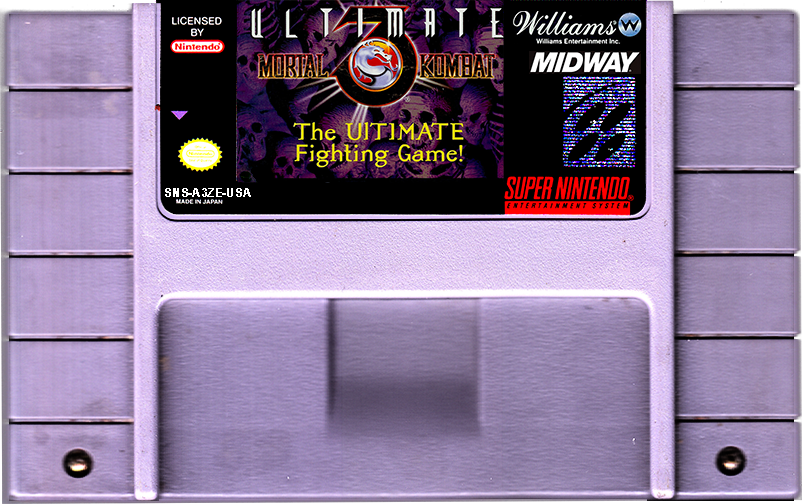 LICENSED
BY
Nintendo
ULTIMATE
MORTAL KOMBAT
3
The UlTIMATE
Fighting Game!
SNS-A3ZE-USA
MADE IN JAPAN
Williams
Williams Entertainment Inc.
MIDWAY
SUPER NINTENDO
ENTERTAINMENT SYSTEM